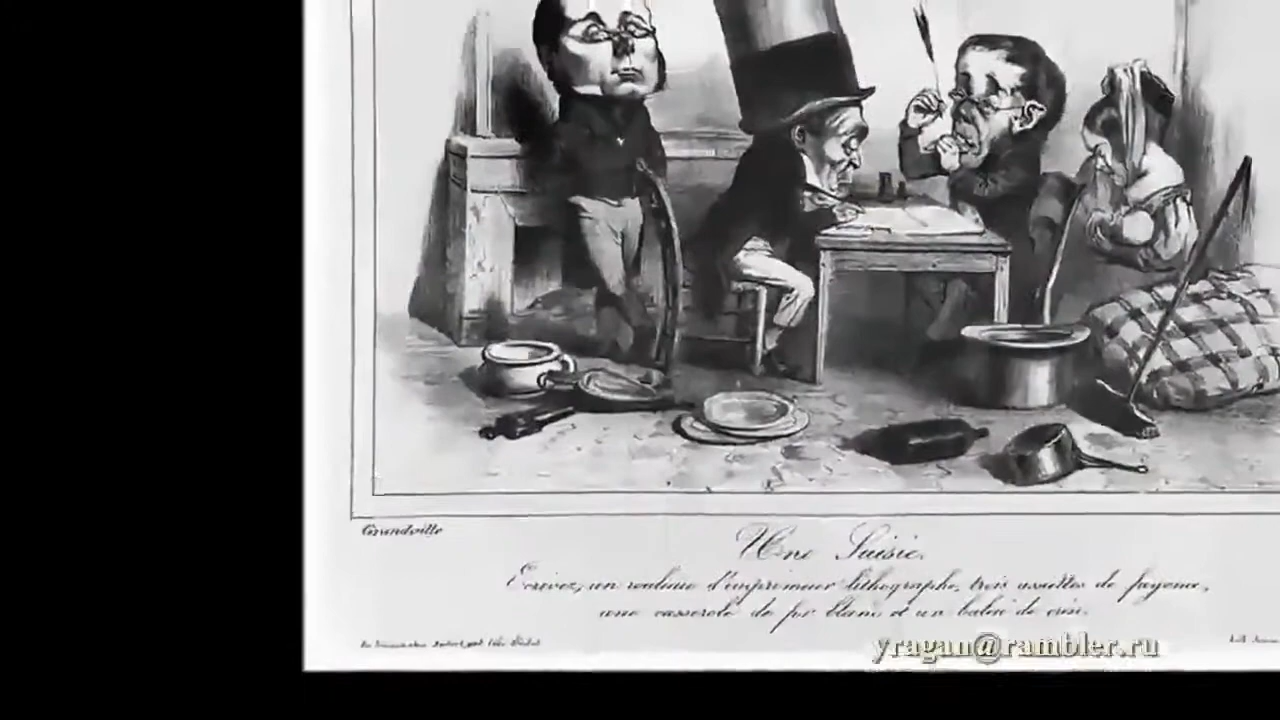 Grandville
Une Saisie.
Ecrivez, un rouleau d'imprimeur lithographe, trois assiettes de fayence,
une casserole de fer blanc et un balai de crin.
yragan@rambler.ru